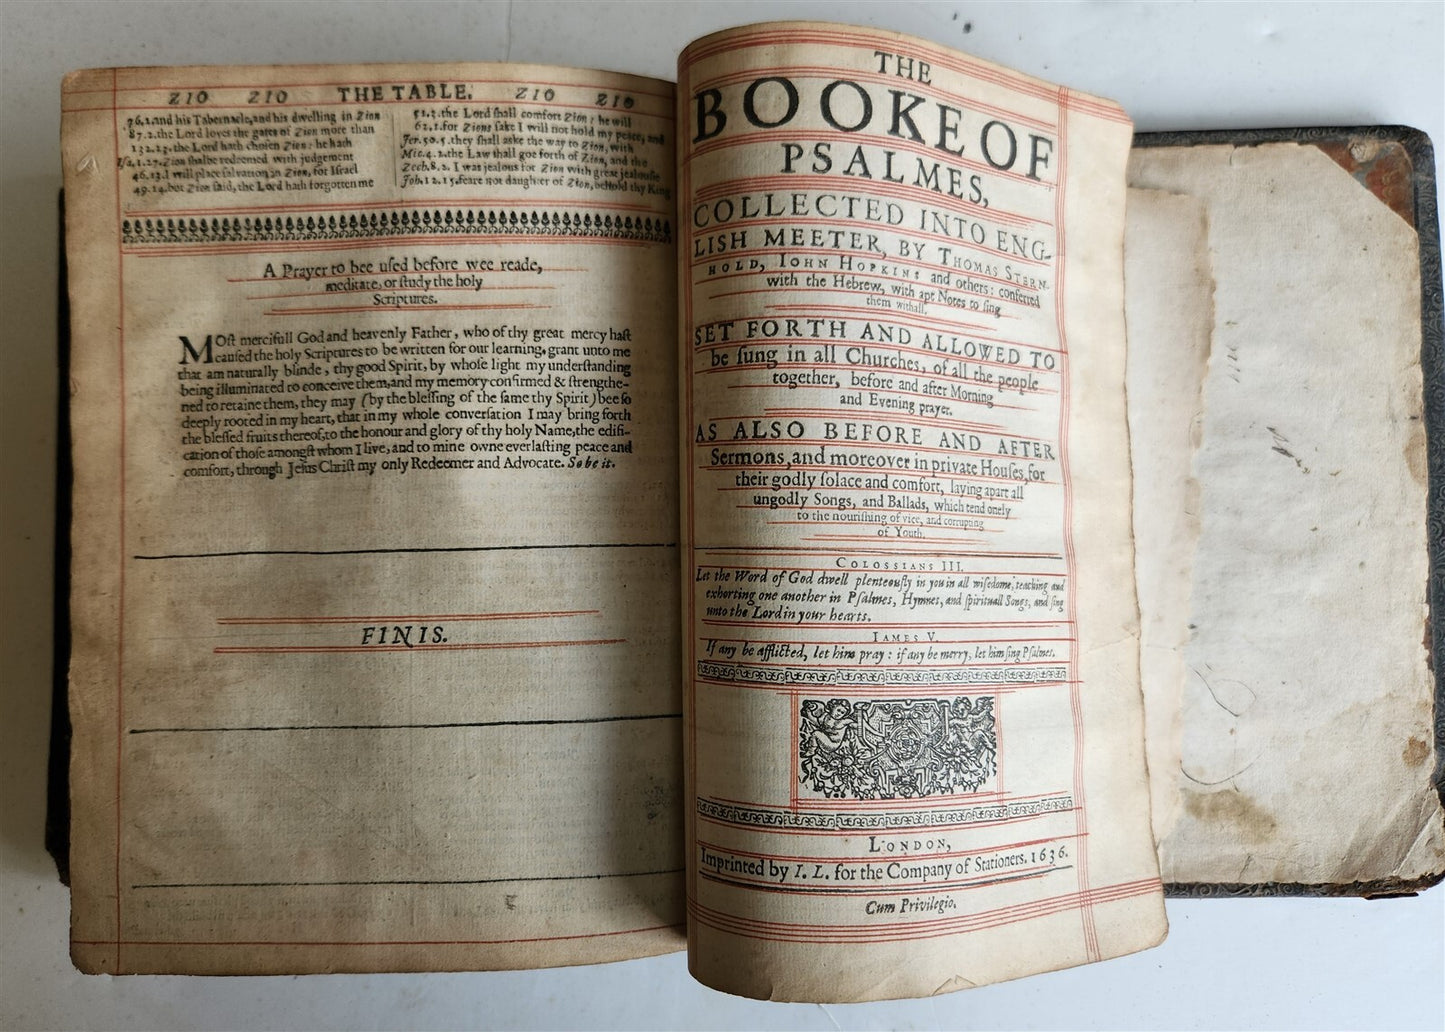 ZIO ZIO THE TABLE. ZIO ZIO
76.2.and his Tabernacle,and his dwelling in Zion
87.2.the Lord loves the gates of Zion more than
132.13.the Lord hath chosen Zion: he hath
Isa.1.27.Zion shalbe redeemed with judgement
46.13.I will place salvation in Zion, for Israel
49.14.but Zion said, the Lord hath forgotten me
51.3.the Lord shall comfort Zion: he will
62.1.for Zions sake I will not hold my peace, and
Jer.50.5.they shall aske the way to Zion, with
Mic.4.2.the Law shall goe forth of Zion, and the
Zech.8.2. I was jealous for Zion with great jealousie
Joh.12.15.feare not daughter of Zion, behold thy King
A Prayer to bee uſed before wee reade,
meditate, or ſtudy the holy
Scriptures.
MOſt mercifull God and heavenly Father, who of thy great mercy haſt
cauſed the holy Scriptures to be written for our learning, grant unto me
that am naturally blinde, thy good Spirit, by whoſe light my underſtanding
being illuminated to conceive them,and my memory confirmed & ſtrengthe-
ned to retaine them, they may (by the bleſſing of the ſame thy Spirit) bee ſo
deeply rooted in my heart, that in my whole converſation I may bring forth
the bleſſed fruits thereof,to the honour and glory of thy holy Name,the edifi-
cation of thoſe amongſt whom I live, and to mine owne everlaſting peace and
comfort, through Jeſus Chriſt my only Redeemer and Advocate. So be it.
FINIS.
THE
BOOKE OF
PSALMES,
COLLECTED INTO ENG-
LISH MEETER, BY THOMAS STERN-
HOLD, IOHN HOPKINS and others: conferred
with the Hebrew, with apt Notes to ſing
them withall.
SET FORTH AND ALLOWED TO
be ſung in all Churches, of all the people
together, before and after Morning
and Evening prayer.
AS ALSO BEFORE AND AFTER
Sermons,and moreover in private Houſes,for
their godly ſolace and comfort, laying apart all
ungodly Songs, and Ballads, which tend onely
to the nouriſhing of vice, and corrupting
of Youth.
COLOSSIANS III.
Let the Word of God dwell plenteouſly in you in all wiſedome, teaching and
exhorting one another in Pſalmes, Hymnes, and ſpirituall Songs, and ſing
unto the Lord in your hearts.
IAMES V.
If any be afflicted, let him pray: if any be merry, let him ſing Pſalmes.
LONDON,
Imprinted by I. L. for the Company of Stationers. 1636.
Cum Privilegio.